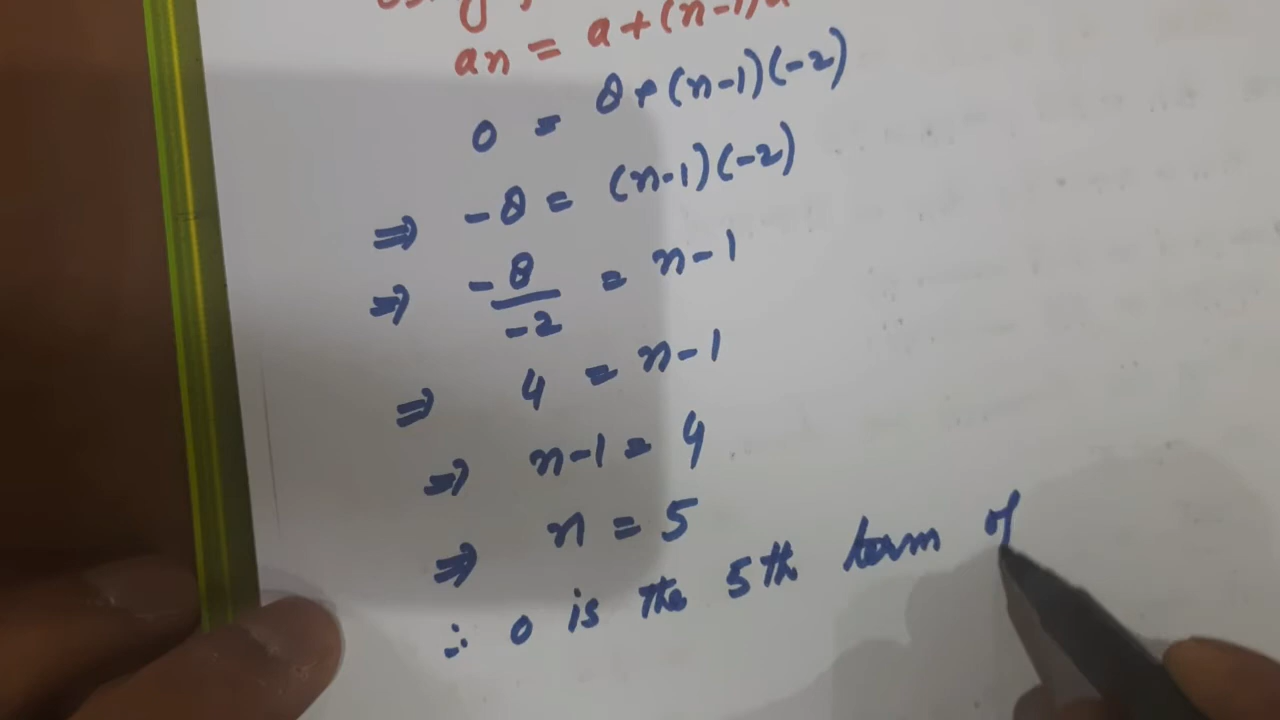 an = a+(n-1)d
0 = 8+(n-1)(-2)
⇒ -8 = (n-1)(-2)
⇒ -8/-2 = n-1
⇒ 4 = n-1
⇒ n-1 = 4
⇒ n = 5
∴ 0 is the 5th term of